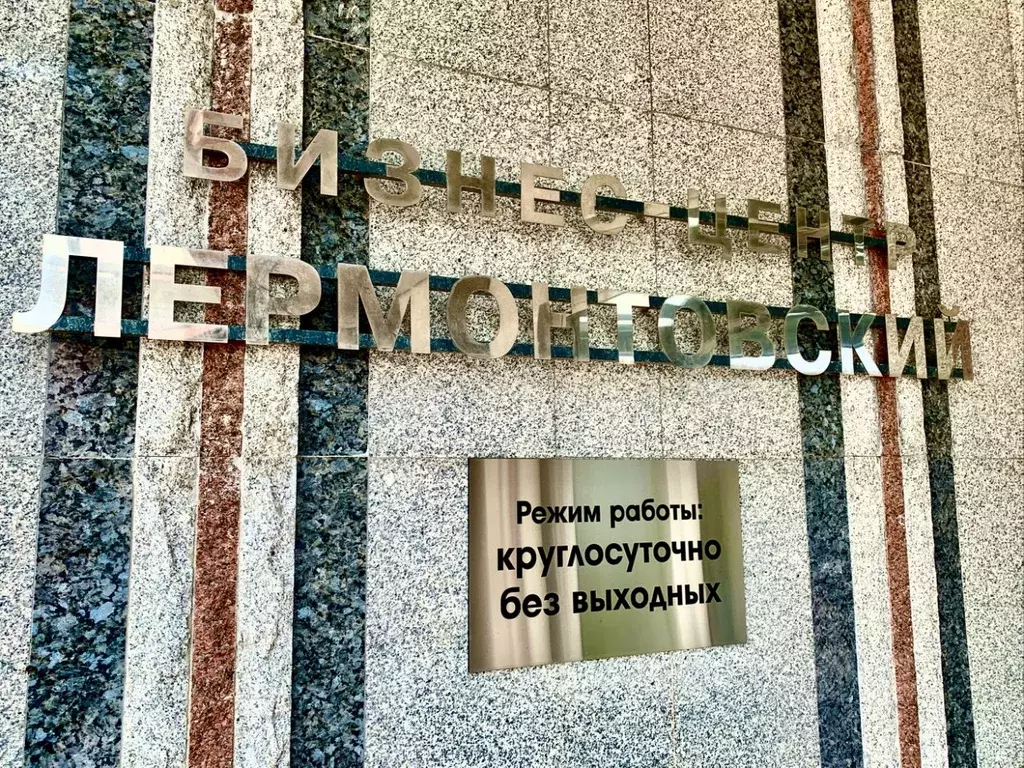 БИЗНЕС-ЦЕНТР
ЛЕРМОНТОВСКИЙ
Режим работы:
круглосуточно
без выходных